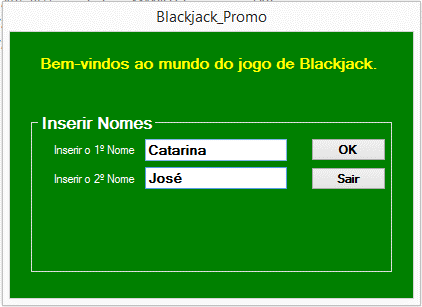 Blackjack_Promo
Bem-vindos ao mundo do jogo de Blackjack.
Inserir Nomes
Inserir o 1º Nome Catarina OK
Inserir o 2º Nome José Sair